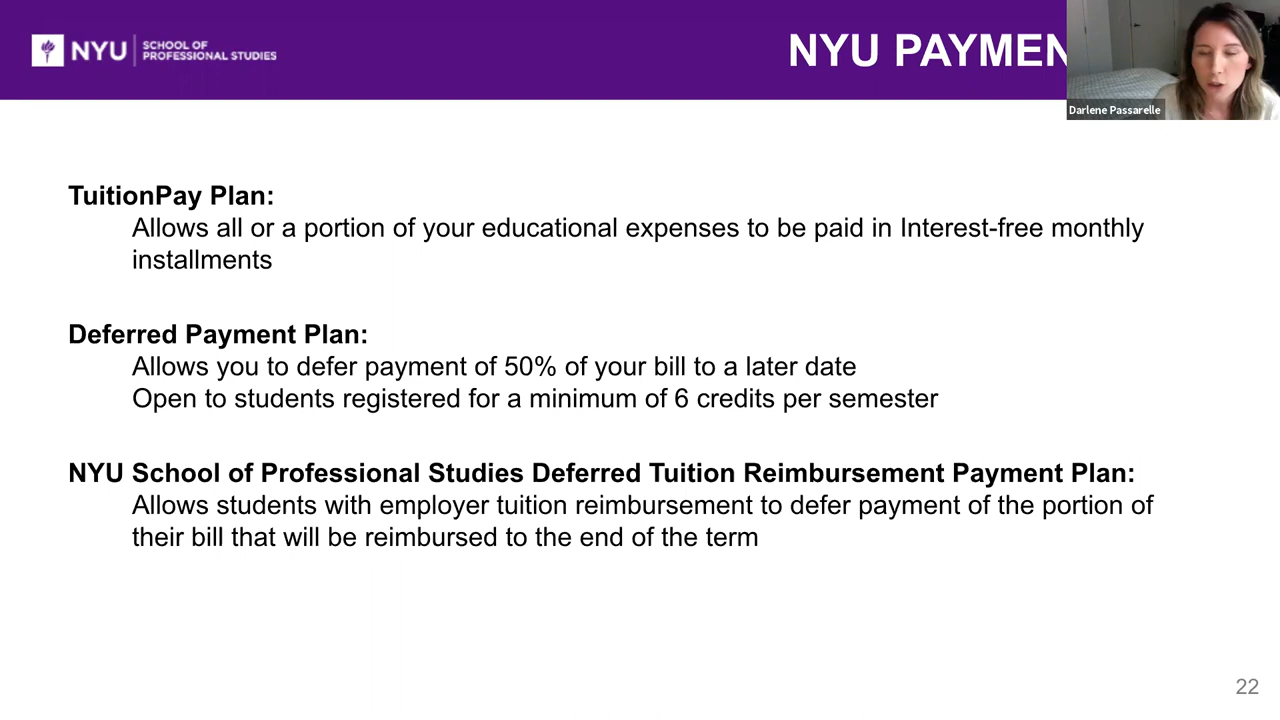 NYU
SCHOOL OF
PROFESSIONAL STUDIES
NYU PAYMEN
Darlene Passarelle
TuitionPay Plan:
Allows all or a portion of your educational expenses to be paid in Interest-free monthly
installments
Deferred Payment Plan:
Allows you to defer payment of 50% of your bill to a later date
Open to students registered for a minimum of 6 credits per semester
NYU School of Professional Studies Deferred Tuition Reimbursement Payment Plan:
Allows students with employer tuition reimbursement to defer payment of the portion of
their bill that will be reimbursed to the end of the term
22